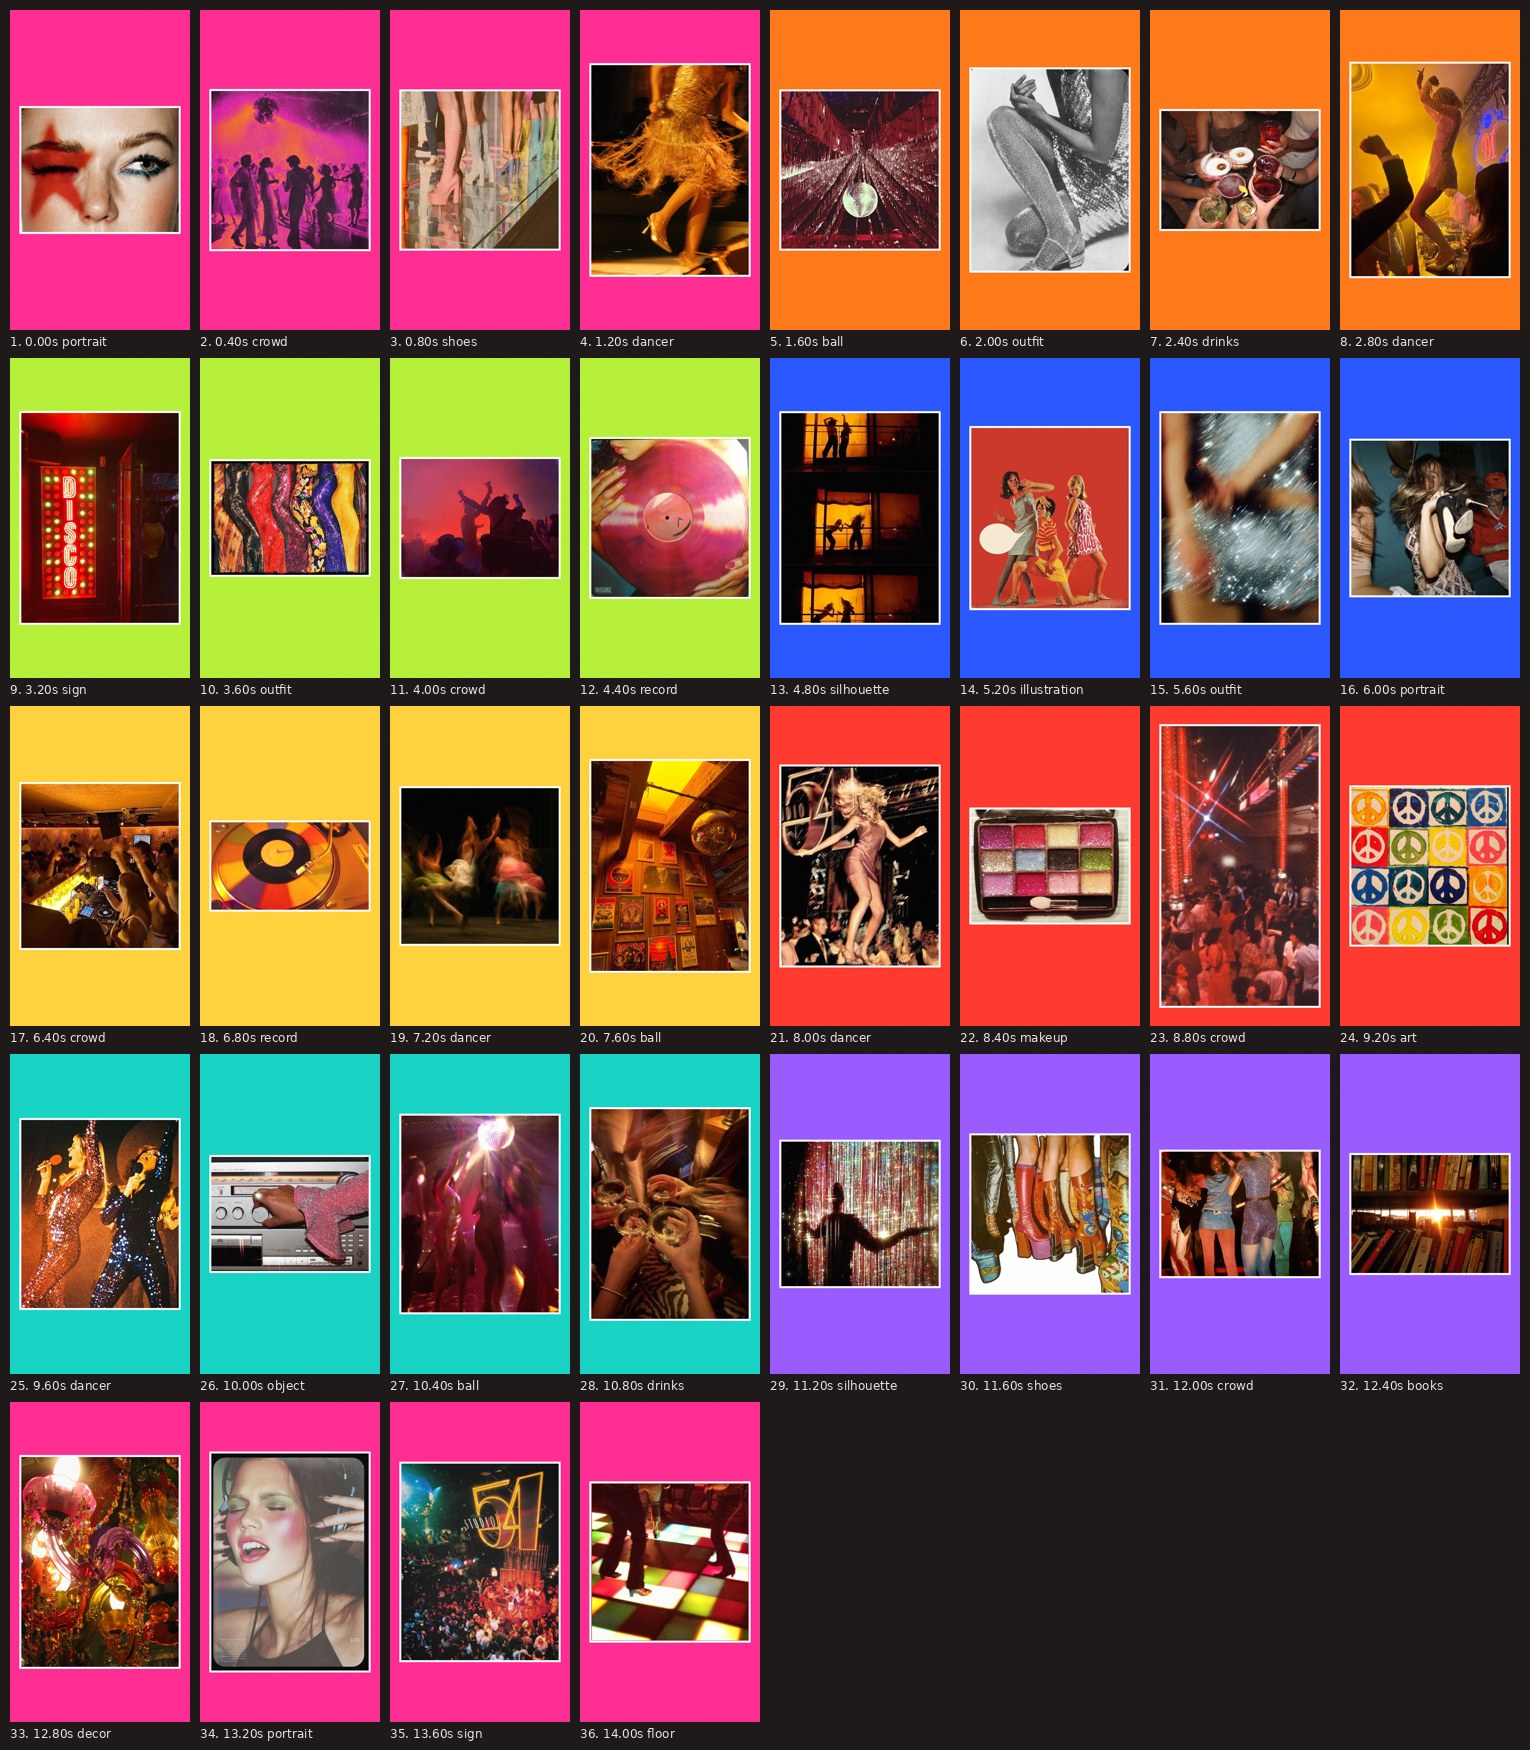 1. 0.00s portrait
2. 0.40s crowd
3. 0.80s shoes
4. 1.20s dancer
5. 1.60s ball
6. 2.00s outfit
7. 2.40s drinks
8. 2.80s dancer
DISCO
9. 3.20s sign
10. 3.60s outfit
11. 4.00s crowd
12. 4.40s record
13. 4.80s silhouette
14. 5.20s illustration
15. 5.60s outfit
16. 6.00s portrait
17. 6.40s crowd
18. 6.80s record
19. 7.20s dancer
20. 7.60s ball
54
21. 8.00s dancer
22. 8.40s makeup
23. 8.80s crowd
24. 9.20s art
25. 9.60s dancer
26. 10.00s object
27. 10.40s ball
28. 10.80s drinks
29. 11.20s silhouette
30. 11.60s shoes
31. 12.00s crowd
32. 12.40s books
33. 12.80s decor
34. 13.20s portrait
STUDIO 54
35. 13.60s sign
36. 14.00s floor